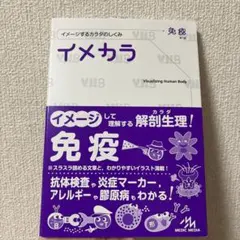 イメージするカラダのしくみ
免疫
イメカラ
Visualizing Human Body
イメージして
理解する
カラダ
解剖生理!
免疫
※スラスラ読める文章と、わかりやすいイラスト満載!
抗体検査や炎症マーカー,
アレルギーや膠原病もわかる!
MEDIC MEDIA